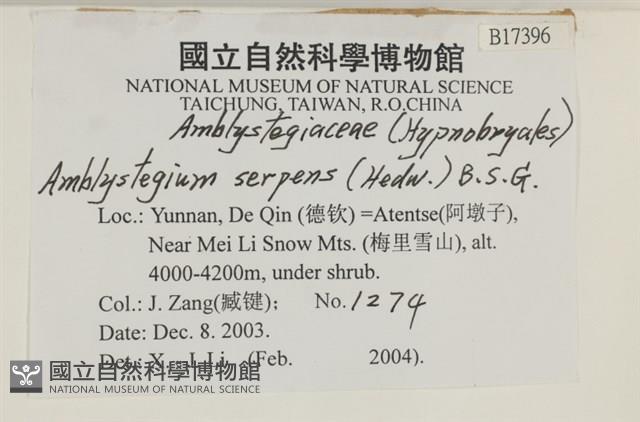 B17396
國立自然科學博物館
NATIONAL MUSEUM OF NATURAL SCIENCE
TAICHUNG, TAIWAN, R.O.CHINA
Amblystegiaceae (Hypnobryales)
Amblystegium serpens (Hedw.) B.S.G.
Loc.: Yunnan, De Qin (德钦) =Atentse(阿墩子),
Near Mei Li Snow Mts. (梅里雪山), alt.
4000-4200m, under shrub.
Col.: J. Zang(臧键); No. 1274
Date: Dec. 8. 2003.
Det.: X. J. Li (Feb. 2004).
國立自然科學博物館
NATIONAL MUSEUM OF NATURAL SCIENCE